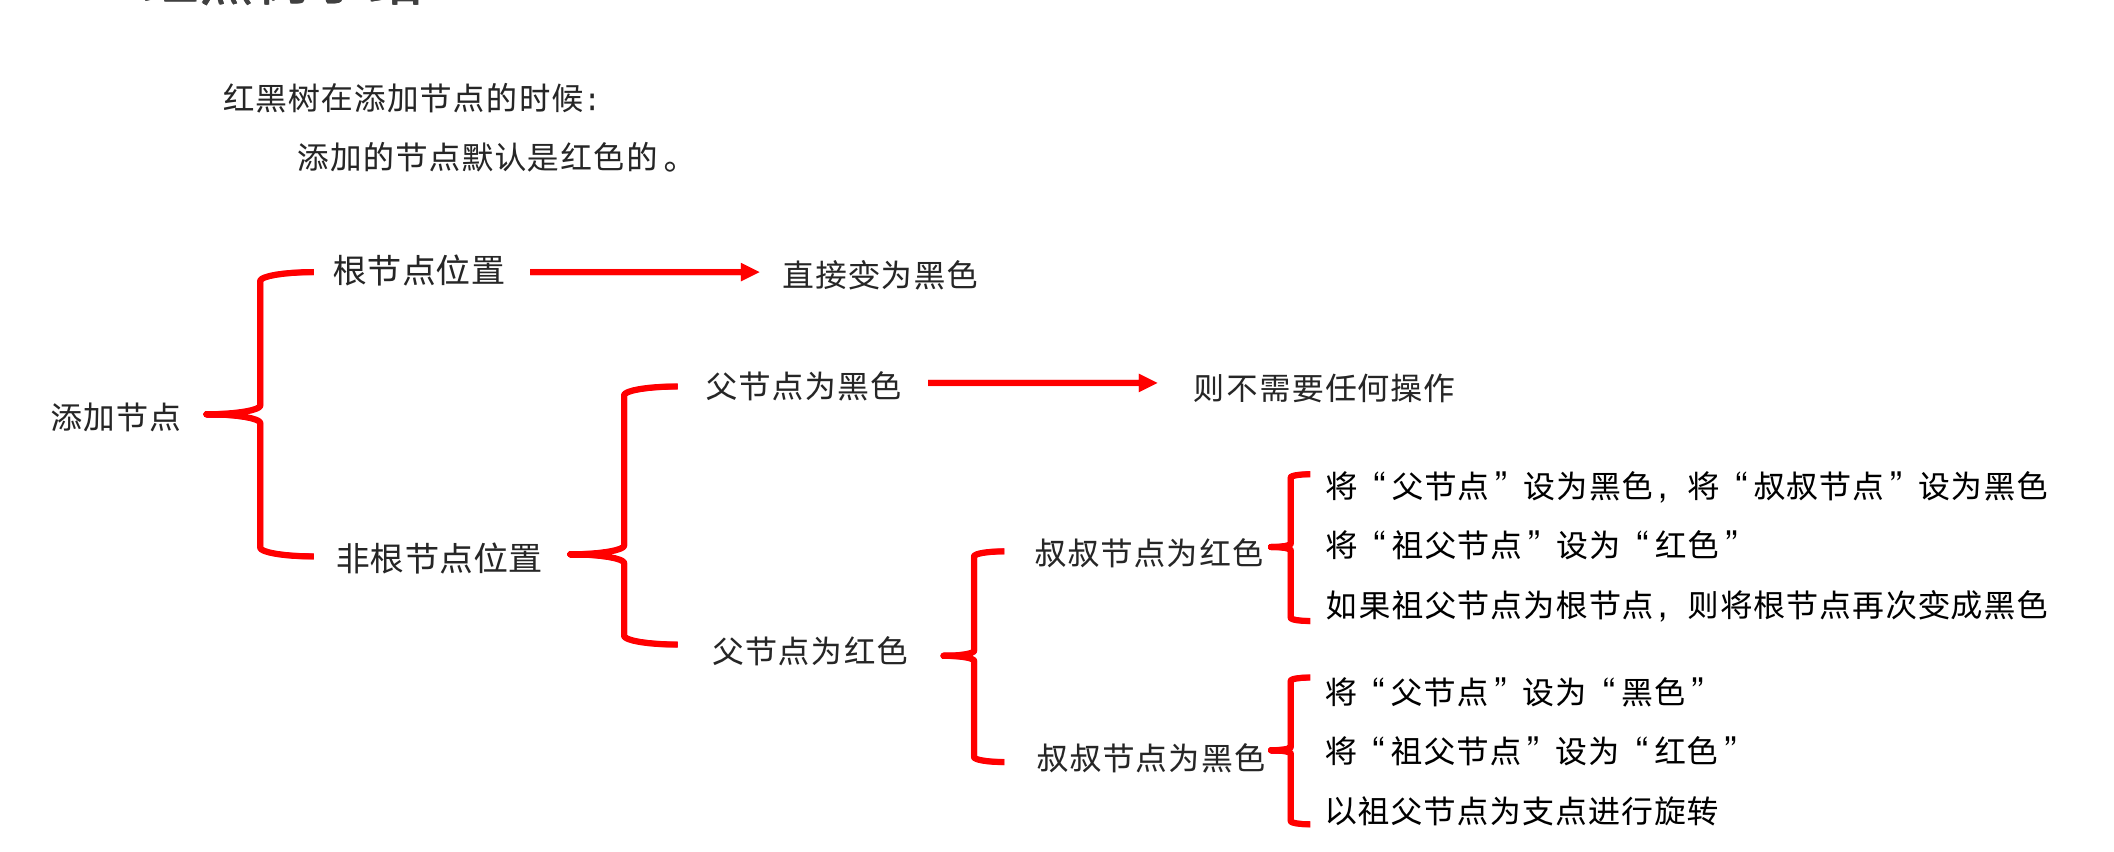 红黑树在添加节点的时候：
添加的节点默认是红色的。
根节点位置
直接变为黑色
父节点为黑色
则不需要任何操作
添加节点
将“父节点”设为黑色，将“叔叔节点”设为黑色
将“祖父节点”设为“红色”
如果祖父节点为根节点，则将根节点再次变成黑色
叔叔节点为红色
非根节点位置
父节点为红色
将“父节点”设为“黑色”
将“祖父节点”设为“红色”
以祖父节点为支点进行旋转
叔叔节点为黑色